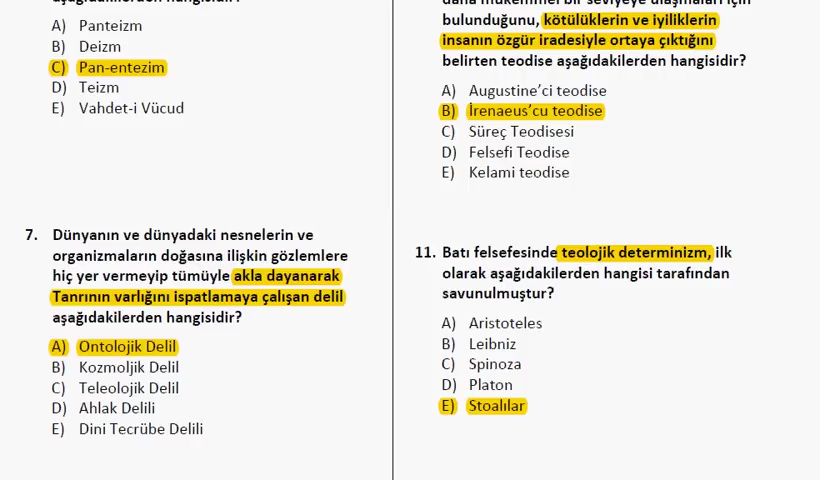 A) Panteizm
B) Deizm
C) Pan-entezim
D) Teizm
E) Vahdet-i Vücud
7. Dünyanın ve dünyadaki nesnelerin ve
organizmaların doğasına ilişkin gözlemlere
hiç yer vermeyip tümüyle akla dayanarak
Tanrının varlığını ispatlamaya çalışan delil
aşağıdakilerden hangisidir?
A) Ontolojik Delil
B) Kozmoljik Delil
C) Teleolojik Delil
D) Ahlak Delili
E) Dini Tecrübe Delili
bulunduğunu, kötülüklerin ve iyiliklerin
insanın özgür iradesiyle ortaya çıktığını
belirten teodise aşağıdakilerden hangisidir?
A) Augustine’ci teodise
B) İrenaeus’cu teodise
C) Süreç Teodisesi
D) Felsefi Teodise
E) Kelami teodise
11. Batı felsefesinde teolojik determinizm, ilk
olarak aşağıdakilerden hangisi tarafından
savunulmuştur?
A) Aristoteles
B) Leibniz
C) Spinoza
D) Platon
E) Stoalılar